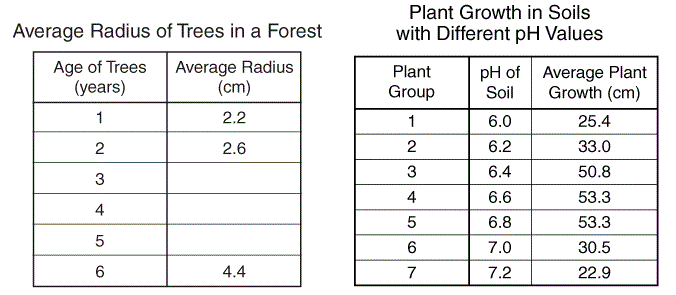 Average Radius of Trees in a Forest
Age of Trees (years) Average Radius (cm)
1 2.2
2 2.6
3
4
5
6 4.4
Plant Growth in Soils
with Different pH Values
Plant Group pH of Soil Average Plant Growth (cm)
1 6.0 25.4
2 6.2 33.0
3 6.4 50.8
4 6.6 53.3
5 6.8 53.3
6 7.0 30.5
7 7.2 22.9